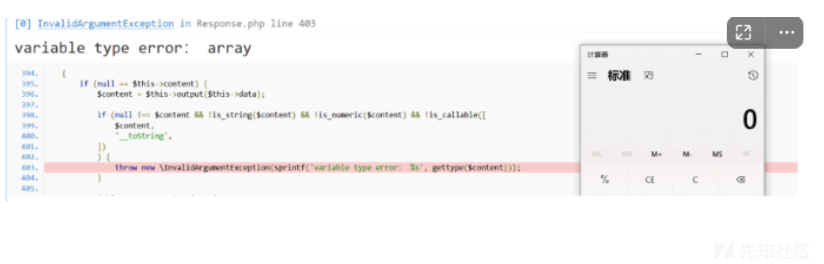 [0] InvalidArgumentException in Response.php line 403
variable type error： array
394. {
395. if (null == $this->content) {
396. $content = $this->output($this->data);
397.
398. if (null !== $content && !is_string($content) && !is_numeric($content) && !is_callable([
399. $content,
400. '__toString',
401. ])
402. ) {
403. throw new \InvalidArgumentException(sprintf('variable type error： %s', gettype($content)));
404. }
405.
计算器
标准
0
MC MR M+ M- MS M˅
% CE C
先知社区